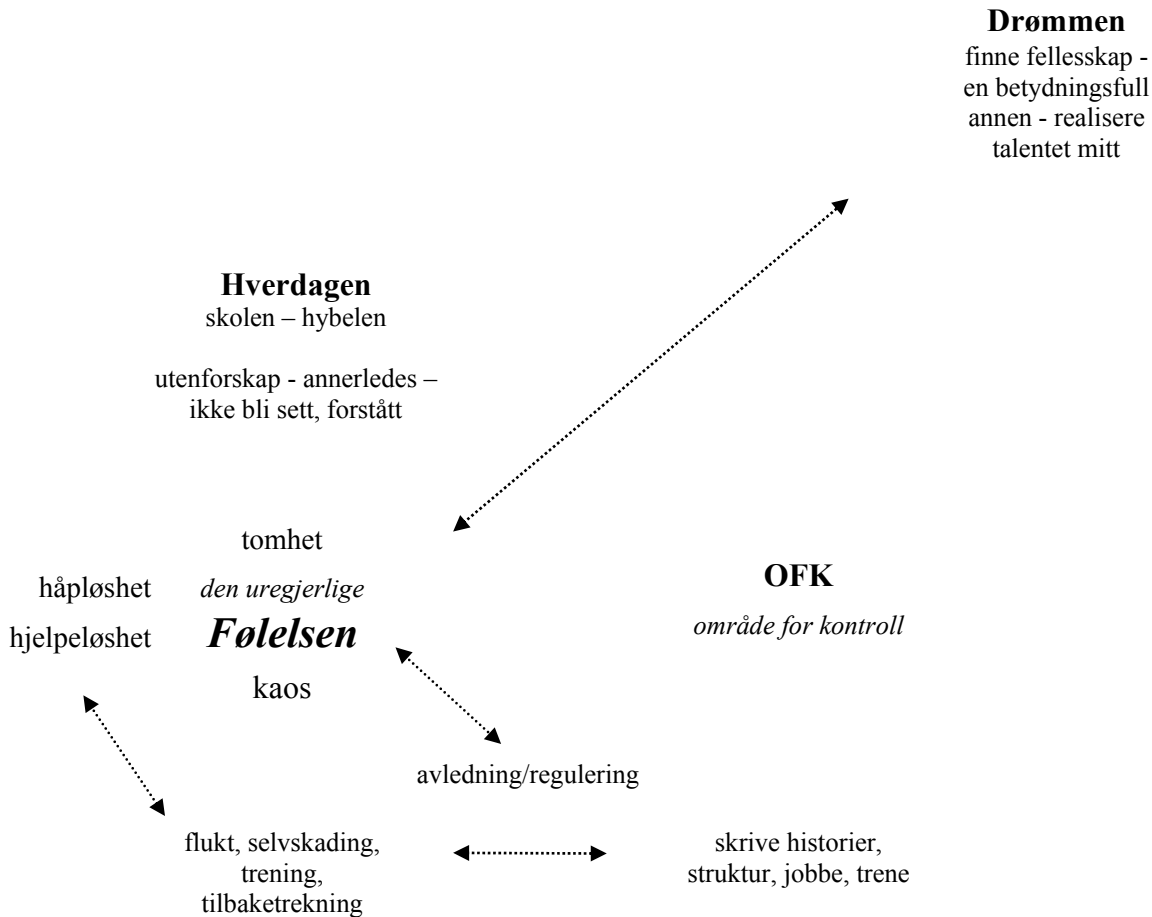 Drømmen
finne fellesskap -
en betydningsfull
annen - realisere
talentet mitt
Hverdagen
skolen – hybelen
utenforskap - annerledes –
ikke bli sett, forstått
tomhet
håpløshet
den uregjerlige
hjelpeløshet
Følelsen
kaos
OFK
område for kontroll
avledning/regulering
flukt, selvskading,
trening,
tilbaketrekning
skrive historier,
struktur, jobbe, trene